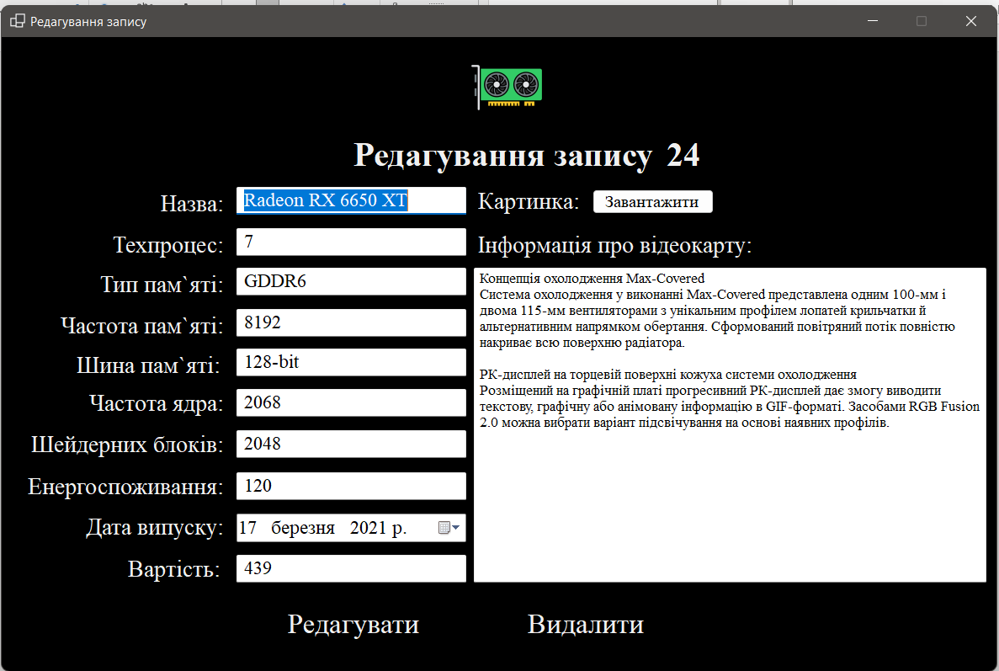 Редагування запису
Редагування запису 24
Назва: Radeon RX 6650 XT
Картинка: Завантажити
Техпроцес: 7
Інформація про відеокарту:
Тип пам`яті: GDDR6
Частота пам`яті: 8192
Шина пам`яті: 128-bit
Частота ядра: 2068
Шейдерних блоків: 2048
Енергоспоживання: 120
Дата випуску: 17 березня 2021 р.
Вартість: 439
Концепція охолодження Max-Covered
Система охолодження у виконанні Max-Covered представлена одним 100-мм і
двома 115-мм вентиляторами з унікальним профілем лопатей крильчатки й
альтернативним напрямком обертання. Сформований повітряний потік повністю
накриває всю поверхню радіатора.
РК-дисплей на торцевій поверхні кожуха системи охолодження
Розміщений на графічній платі прогресивний РК-дисплей дає змогу виводити
текстову, графічну або анімовану інформацію в GIF-форматі. Засобами RGB Fusion
2.0 можна вибрати варіант підсвічування на основі наявних профілів.
Редагувати
Видалити